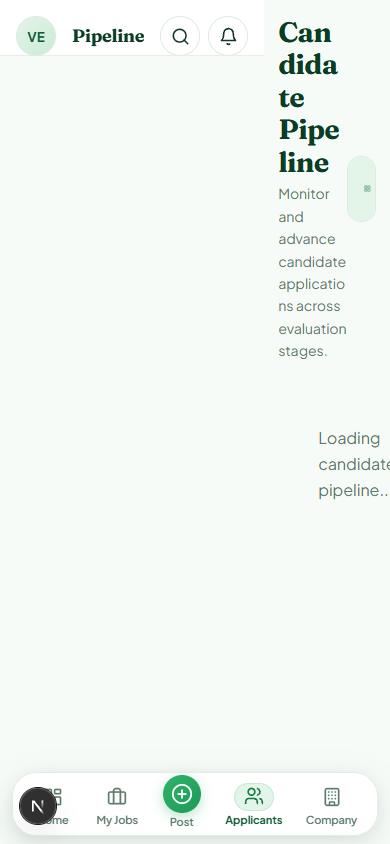 VE
Pipeline
Can
dida
te
Pipe
line
Monitor
and
advance
candidate
applicatio
ns across
evaluation
stages.
Loading
candidate
pipeline..
N
ome
My Jobs
Post
Applicants
Company